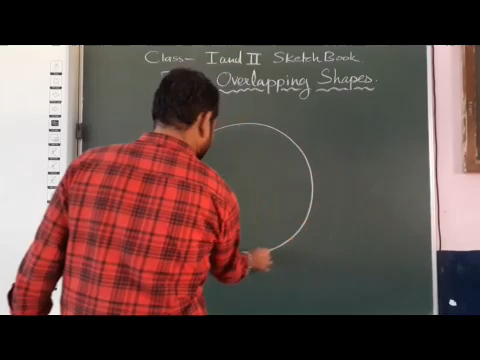 Class- I and II Sketch Book
Overlapping Shapes.